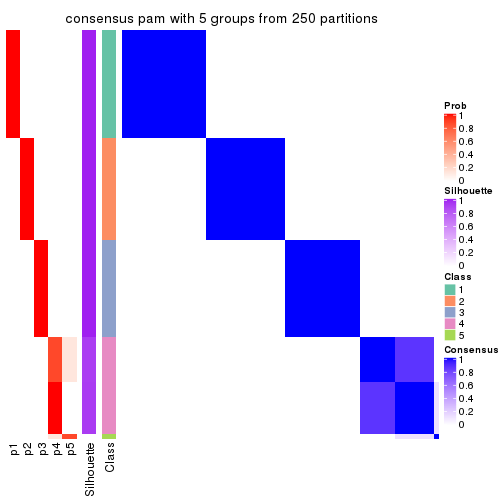 consensus pam with 5 groups from 250 partitions
Prob
1
0.8
0.6
0.4
0.2
0
Silhouette
1
0.8
0.6
0.4
0.2
0
Class
1
2
3
4
5
Consensus
1
0.8
0.6
0.4
0.2
0
p1
p2
p3
p4
p5
Silhouette
Class